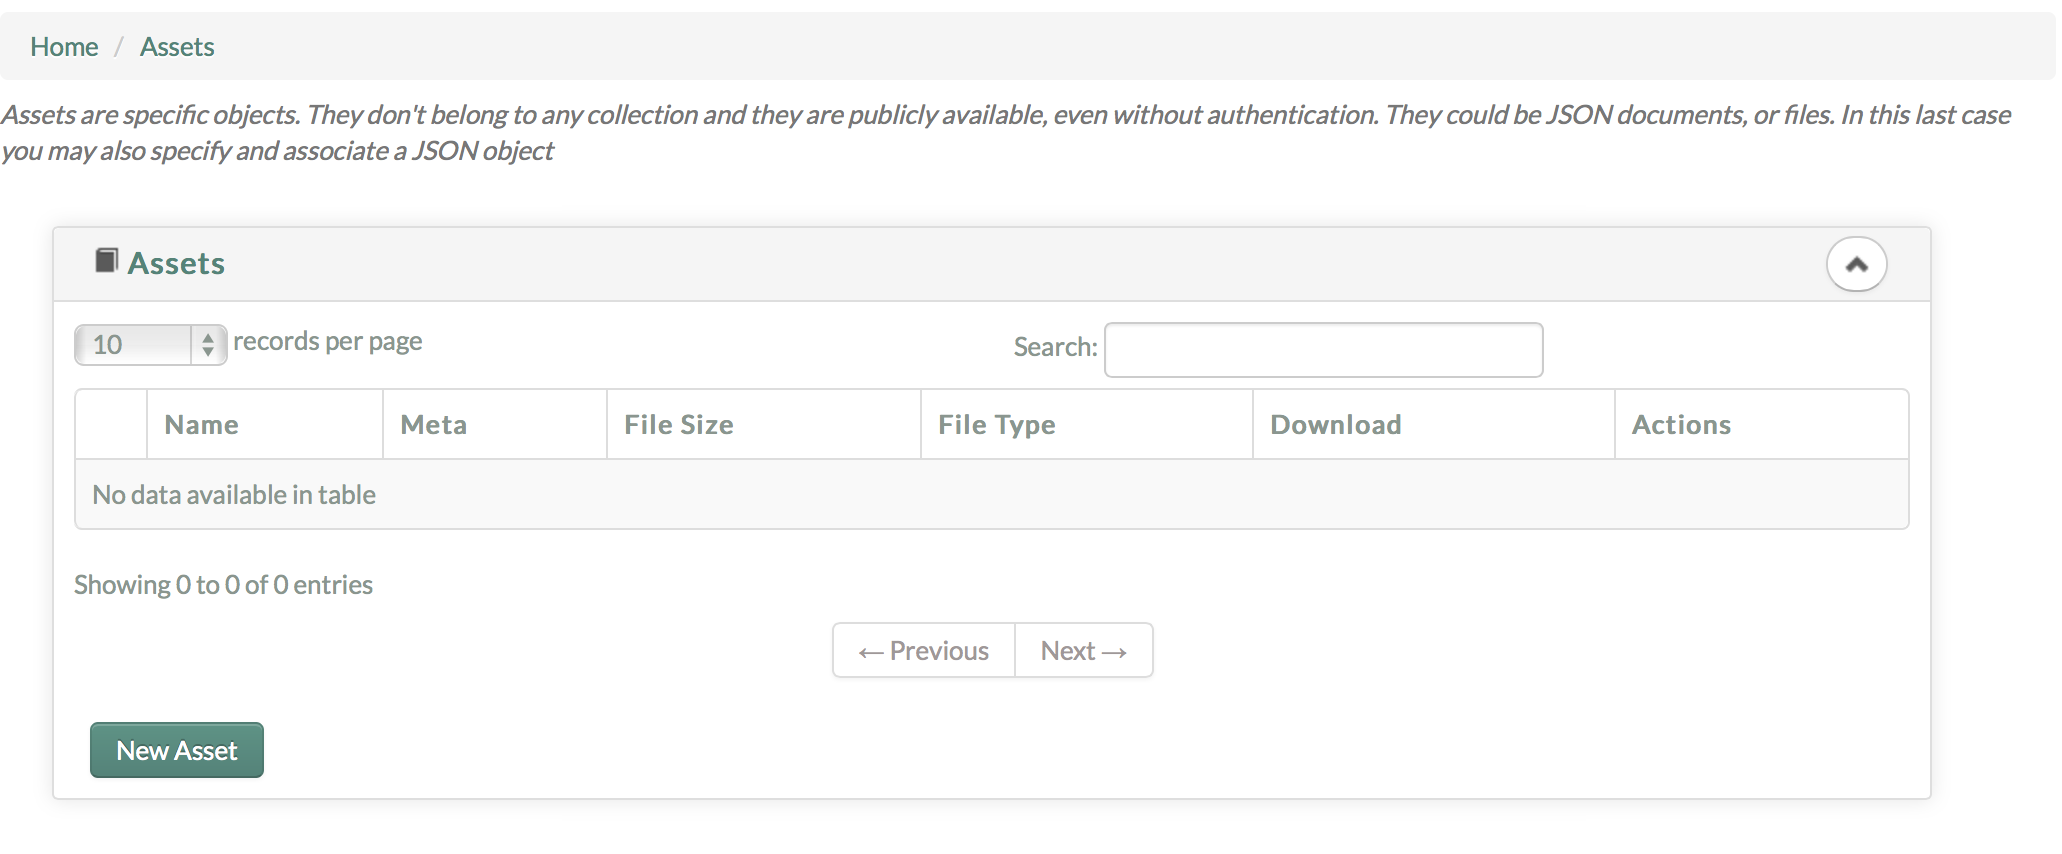 Home / Assets
Assets are specific objects. They don't belong to any collection and they are publicly available, even without authentication. They could be JSON documents, or files. In this last case
you may also specify and associate a JSON object
Assets
10 records per page
Search:
Name Meta File Size File Type Download Actions
No data available in table
Showing 0 to 0 of 0 entries
← Previous Next →
New Asset